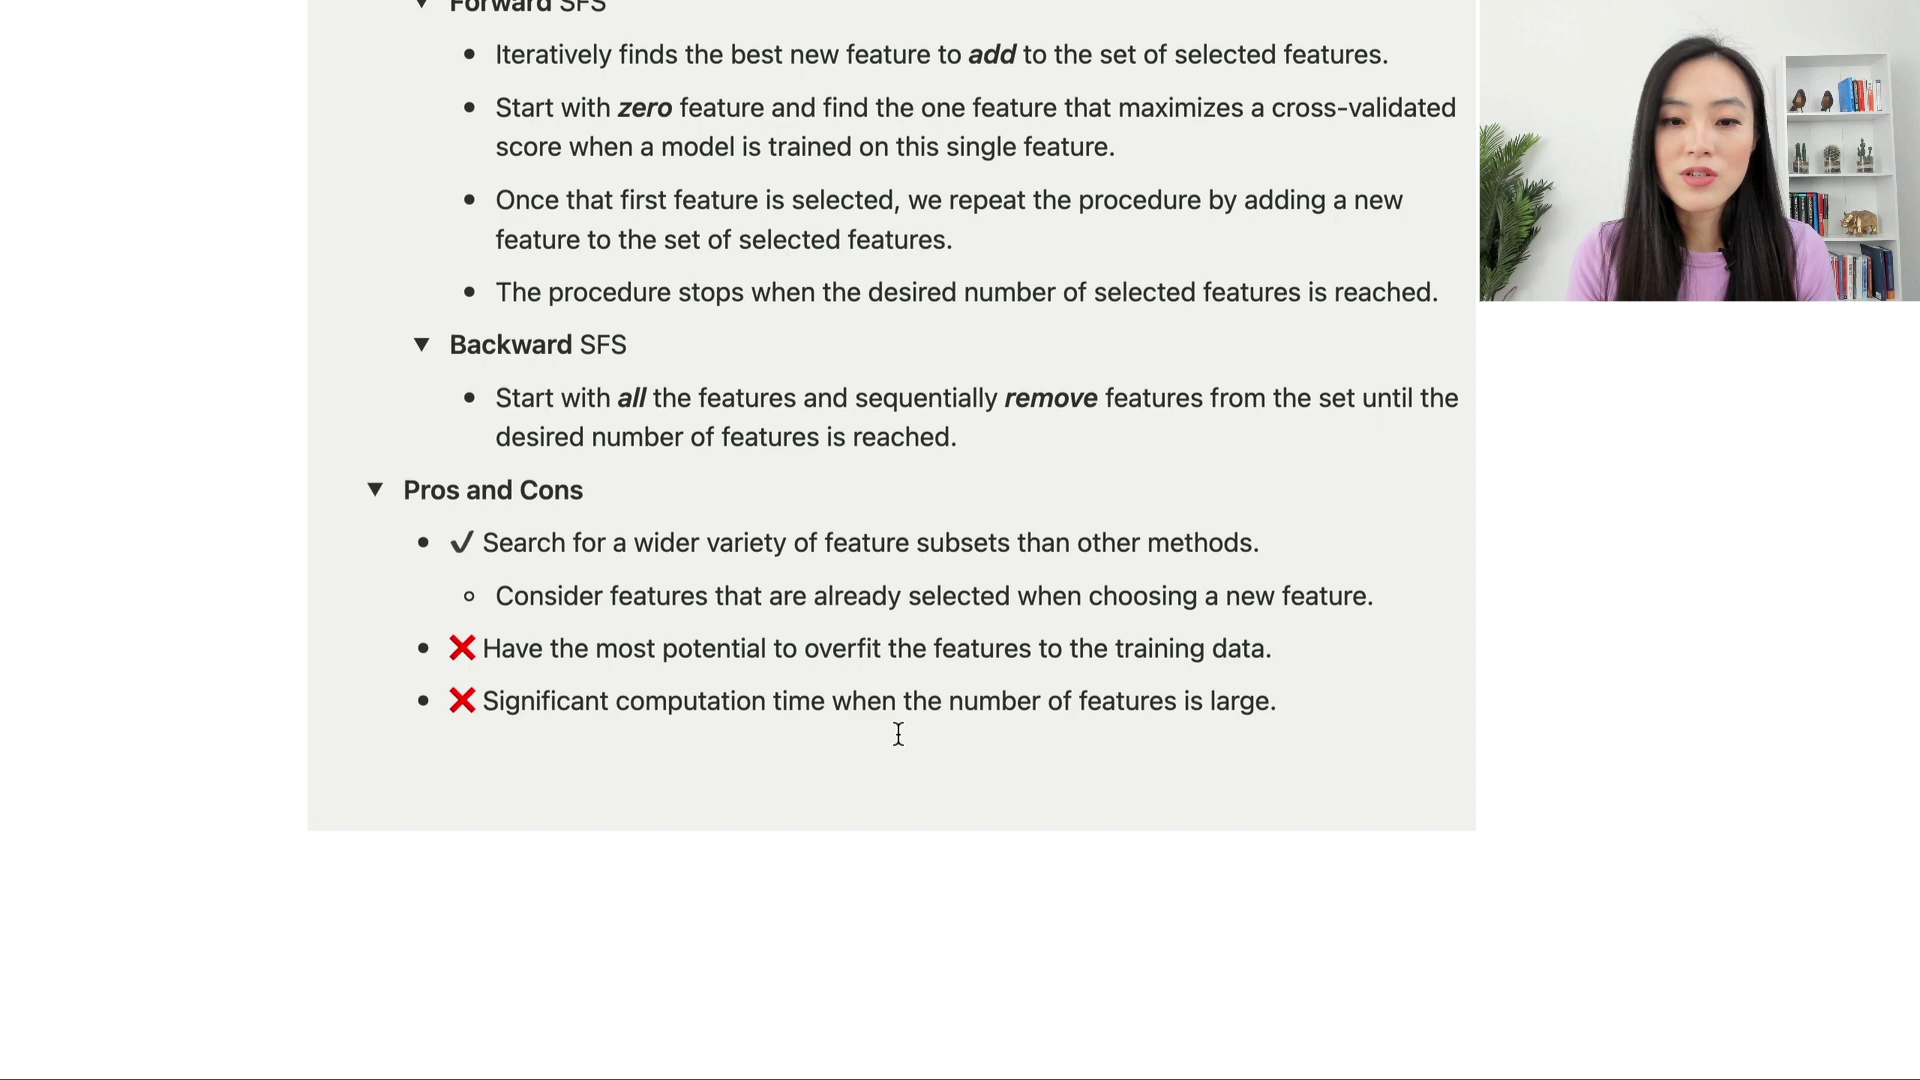 Forward SFS
Iteratively finds the best new feature to add to the set of selected features.
Start with zero feature and find the one feature that maximizes a cross-validated
score when a model is trained on this single feature.
Once that first feature is selected, we repeat the procedure by adding a new
feature to the set of selected features.
The procedure stops when the desired number of selected features is reached.
Backward SFS
Start with all the features and sequentially remove features from the set until the
desired number of features is reached.
Pros and Cons
✔️ Search for a wider variety of feature subsets than other methods.
Consider features that are already selected when choosing a new feature.
❌ Have the most potential to overfit the features to the training data.
❌ Significant computation time when the number of features is large.